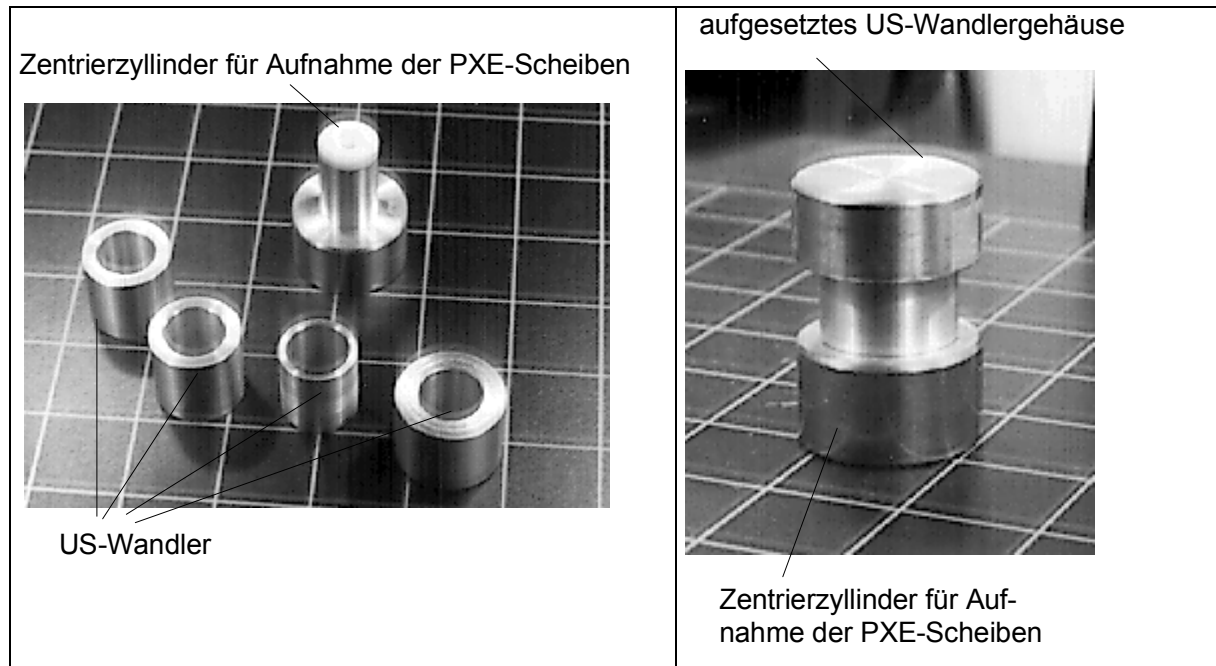 Zentrierzyllinder für Aufnahme der PXE-Scheiben
US-Wandler
aufgesetztes US-Wandlergehäuse
Zentrierzyllinder für Auf-
nahme der PXE-Scheiben